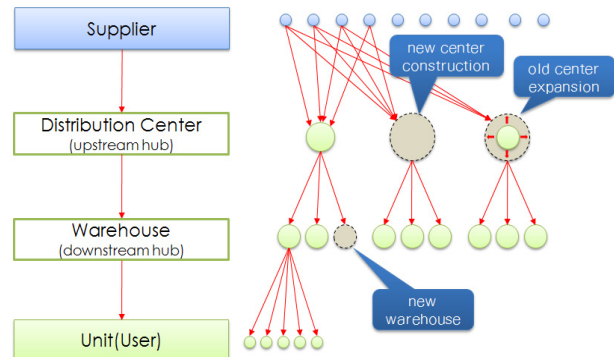 Supplier
new center
construction
old center
expansion
Distribution Center
(upstream hub)
Warehouse
(downstream hub)
new
warehouse
Unit(User)